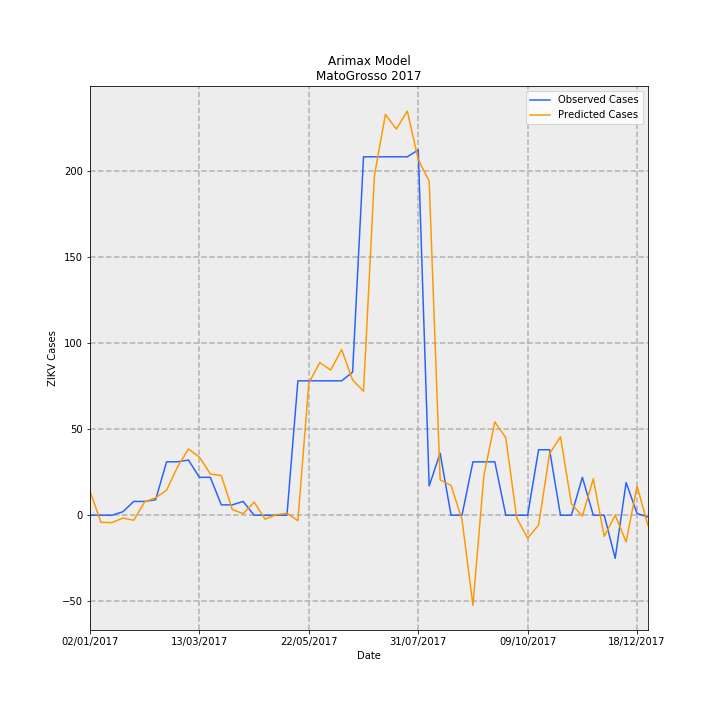 Arimax Model
MatoGrosso 2017
Observed Cases
Predicted Cases
ZIKV Cases
200
150
100
50
0
−50
02/01/2017
13/03/2017
22/05/2017
31/07/2017
09/10/2017
18/12/2017
Date